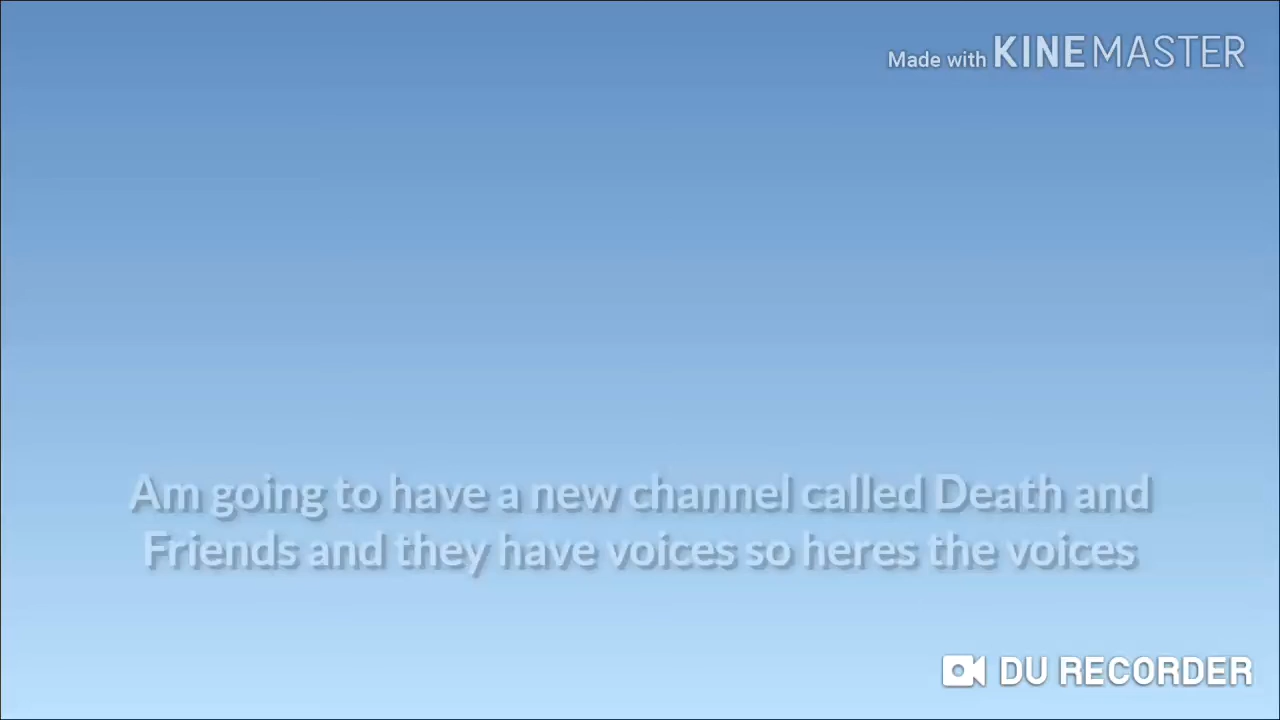 Made with KINEMASTER
Am going to have a new channel called Death and
Friends and they have voices so heres the voices
DU RECORDER